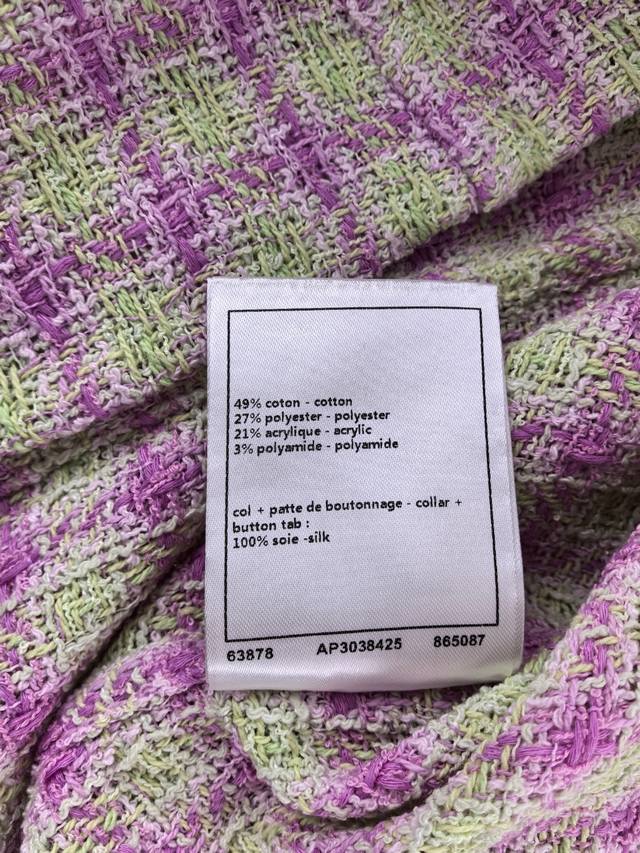 49% coton - cotton
27% polyester - polyester
21% acrylique - acrylic
3% polyamide - polyamide
col + patte de boutonnage - collar +
button tab :
100% soie -silk
63878 AP3038425 865087